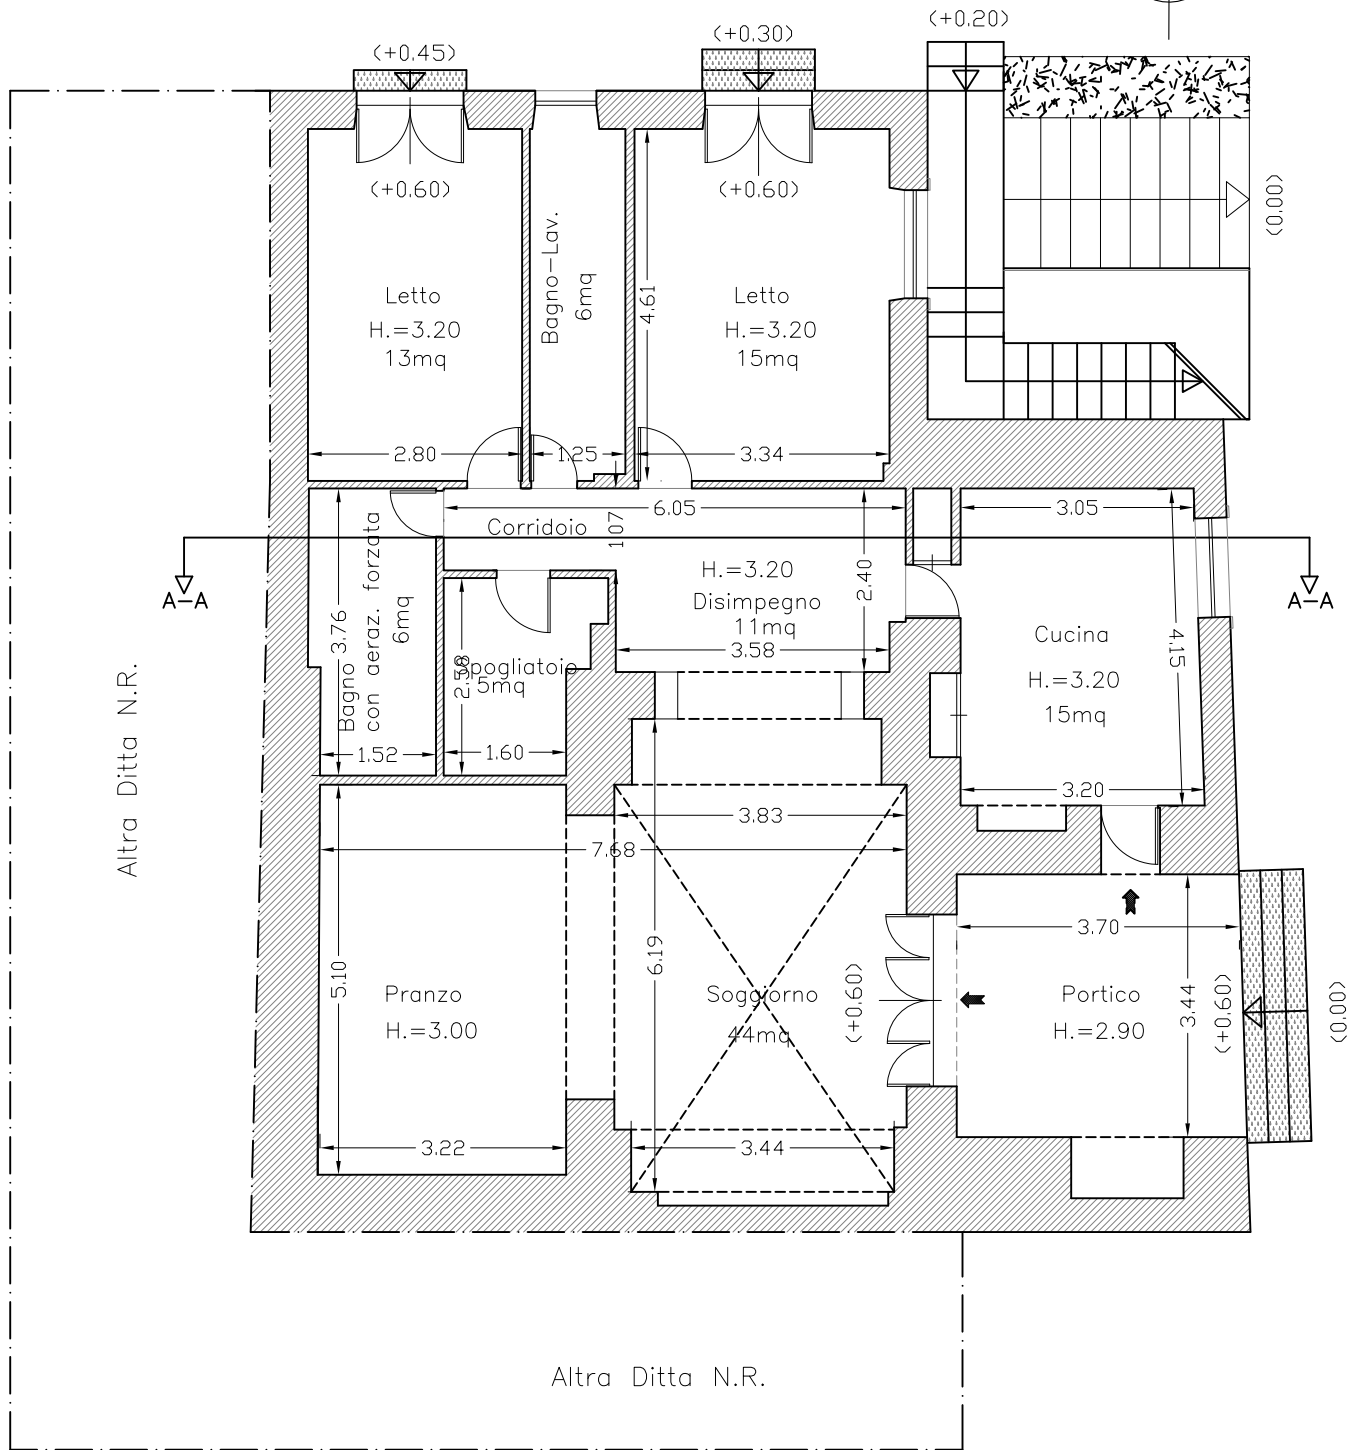 (+0.45)
(+0.30)
(+0.20)
(+0.60)
(+0.60)
(0.00)
Letto
H.=3.20
13mq
Bagno-Lav.
6mq
4.61
Letto
H.=3.20
15mq
2.80
1.25
3.34
6.05
3.05
Corridoio
107
A-A
A-A
3.76
Bagno
con aeraz. forzata
6mq
2.58
Spogliatoio
5mq
H.=3.20
Disimpegno
11mq
2.40
3.58
Cucina
H.=3.20
15mq
4.15
1.52
1.60
3.20
Altra Ditta N.R.
3.83
7.68
6.19
5.10
Pranzo
H.=3.00
Soggiorno
44mq
(+0.60)
3.70
Portico
H.=2.90
3.44
(+0.60)
(0.00)
3.22
3.44
Altra Ditta N.R.